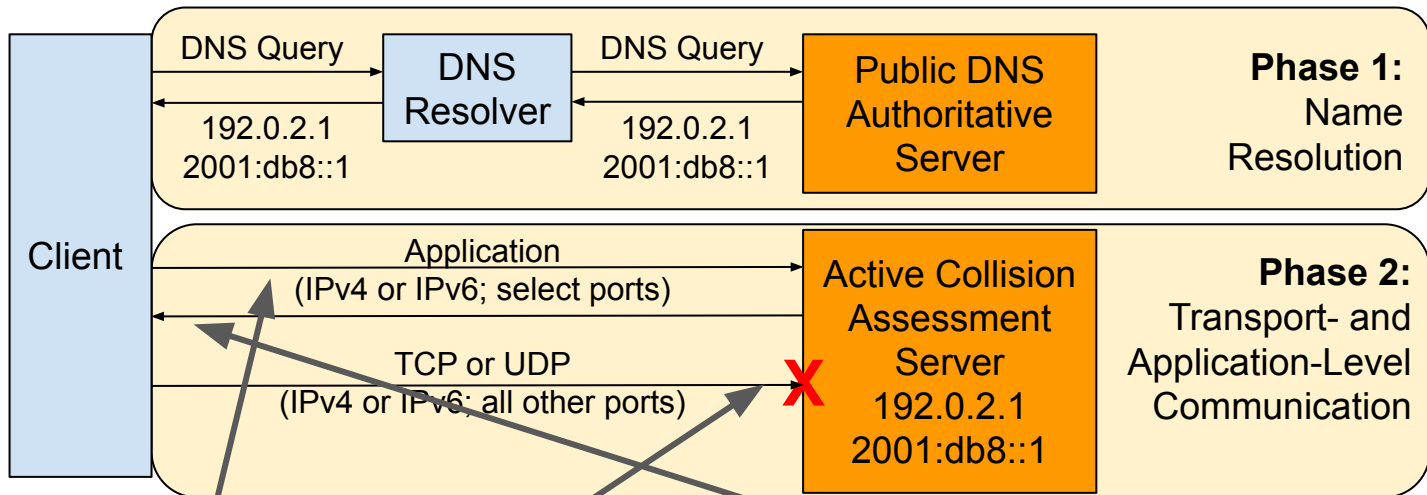 Client
DNS Query
192.0.2.1
2001:db8::1
DNS
Resolver
DNS Query
192.0.2.1
2001:db8::1
Public DNS
Authoritative
Server
Phase 1:
Name
Resolution
Application
(IPv4 or IPv6; select ports)
TCP or UDP
(IPv4 or IPv6; all other ports)
X
Active Collision
Assessment
Server
192.0.2.1
2001:db8::1
Phase 2:
Transport- and
Application-Level
Communication